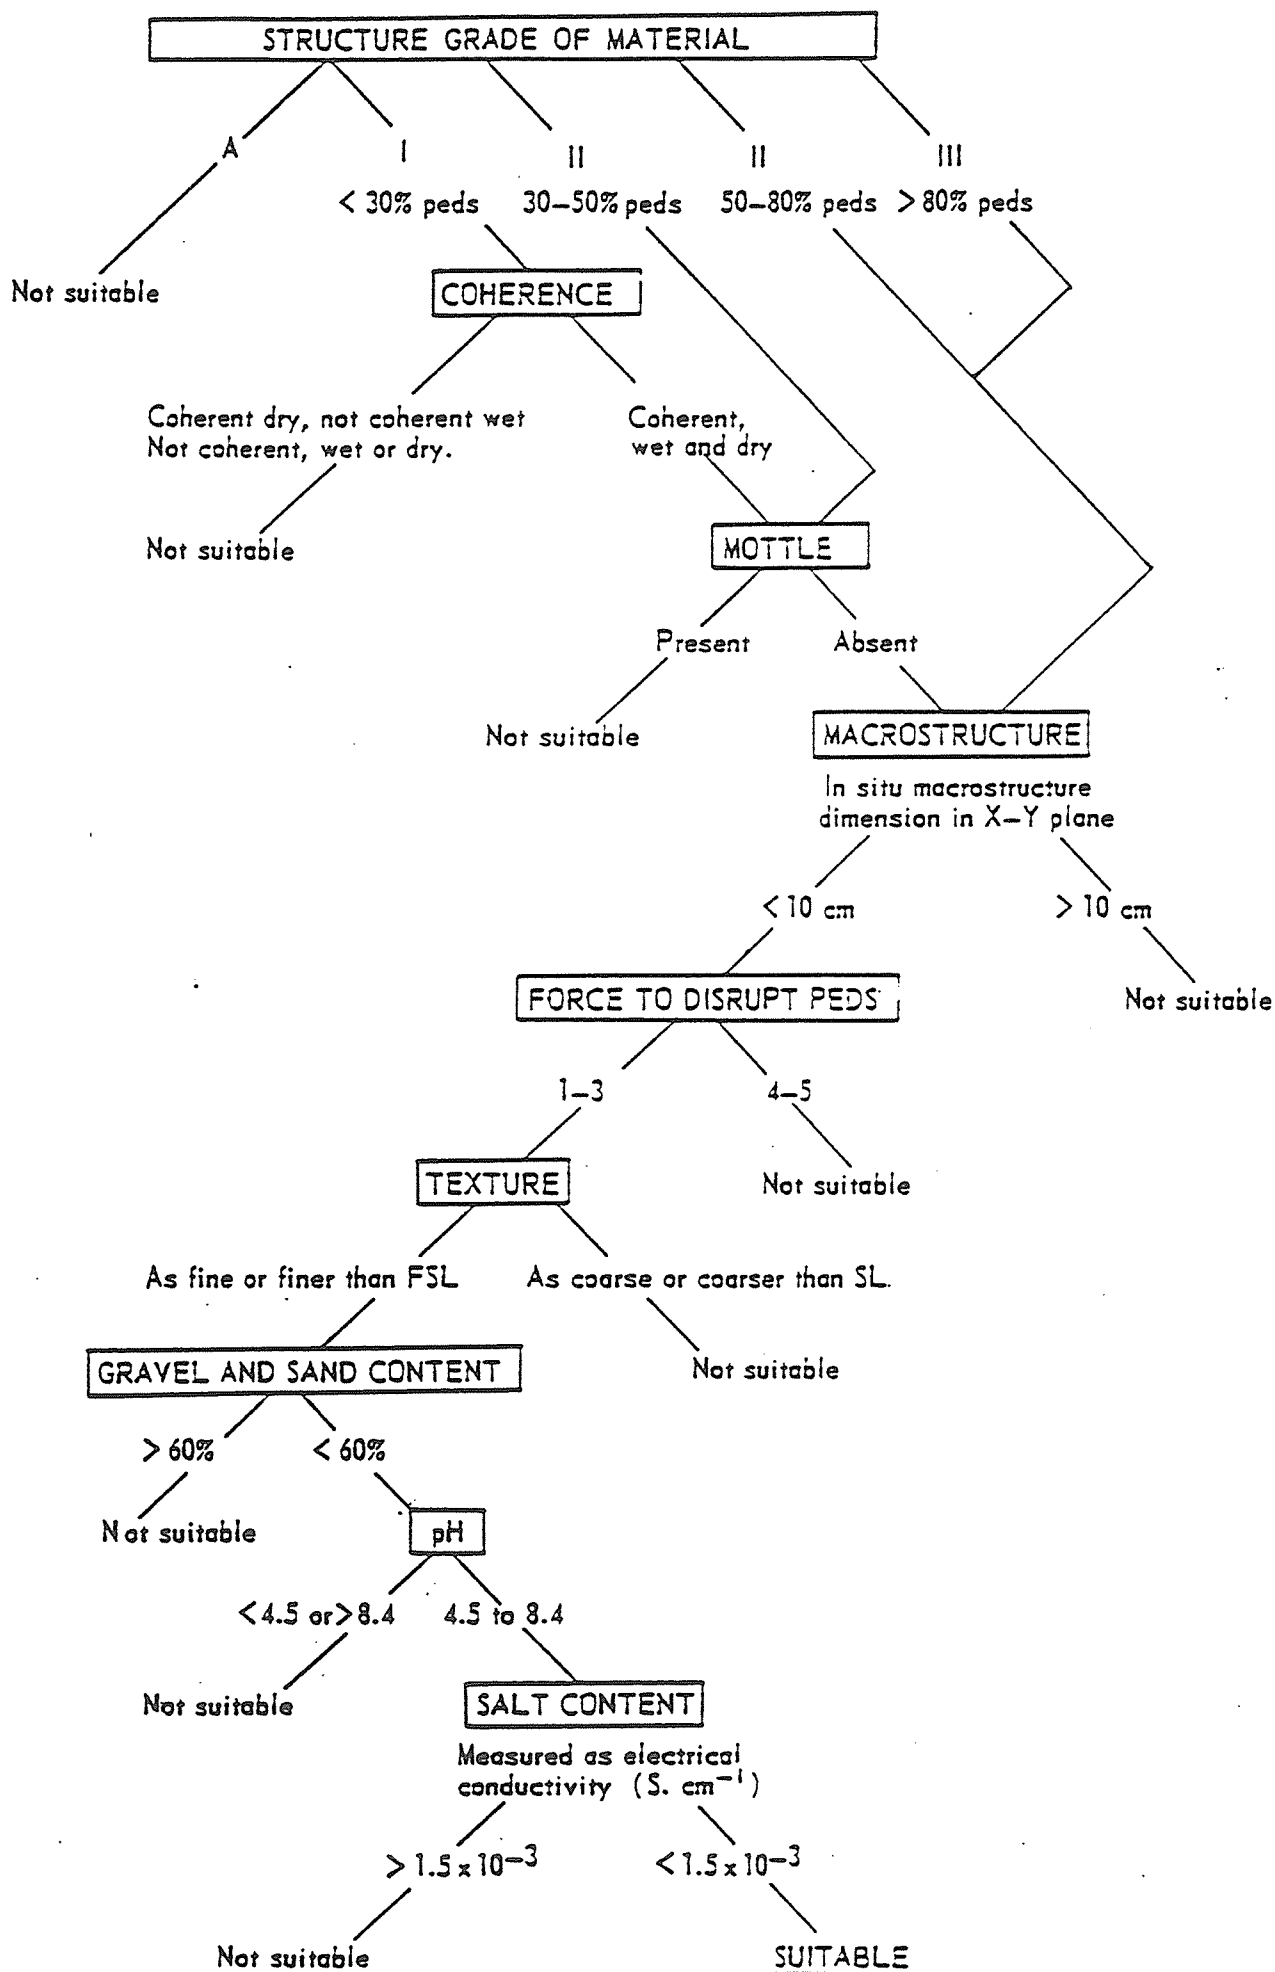 STRUCTURE GRADE OF MATERIAL
A I II II III
< 30% peds 30–50% peds 50–80% peds > 80% peds
Not suitable
COHERENCE
Coherent dry, not coherent wet
Not coherent, wet or dry.
Coherent,
wet and dry
Not suitable
MOTTLE
Present Absent
Not suitable
MACROSTRUCTURE
In situ macrostructure
dimension in X–Y plane
< 10 cm > 10 cm
Not suitable
FORCE TO DISRUPT PEDS
1–3 4–5
Not suitable
TEXTURE
As fine or finer than FSL As coarse or coarser than SL.
Not suitable
GRAVEL AND SAND CONTENT
> 60% < 60%
Not suitable
pH
<4.5 or >8.4 4.5 to 8.4
Not suitable
SALT CONTENT
Measured as electrical
conductivity (S. cm⁻¹)
> 1.5 x 10⁻³ < 1.5 x 10⁻³
Not suitable SUITABLE